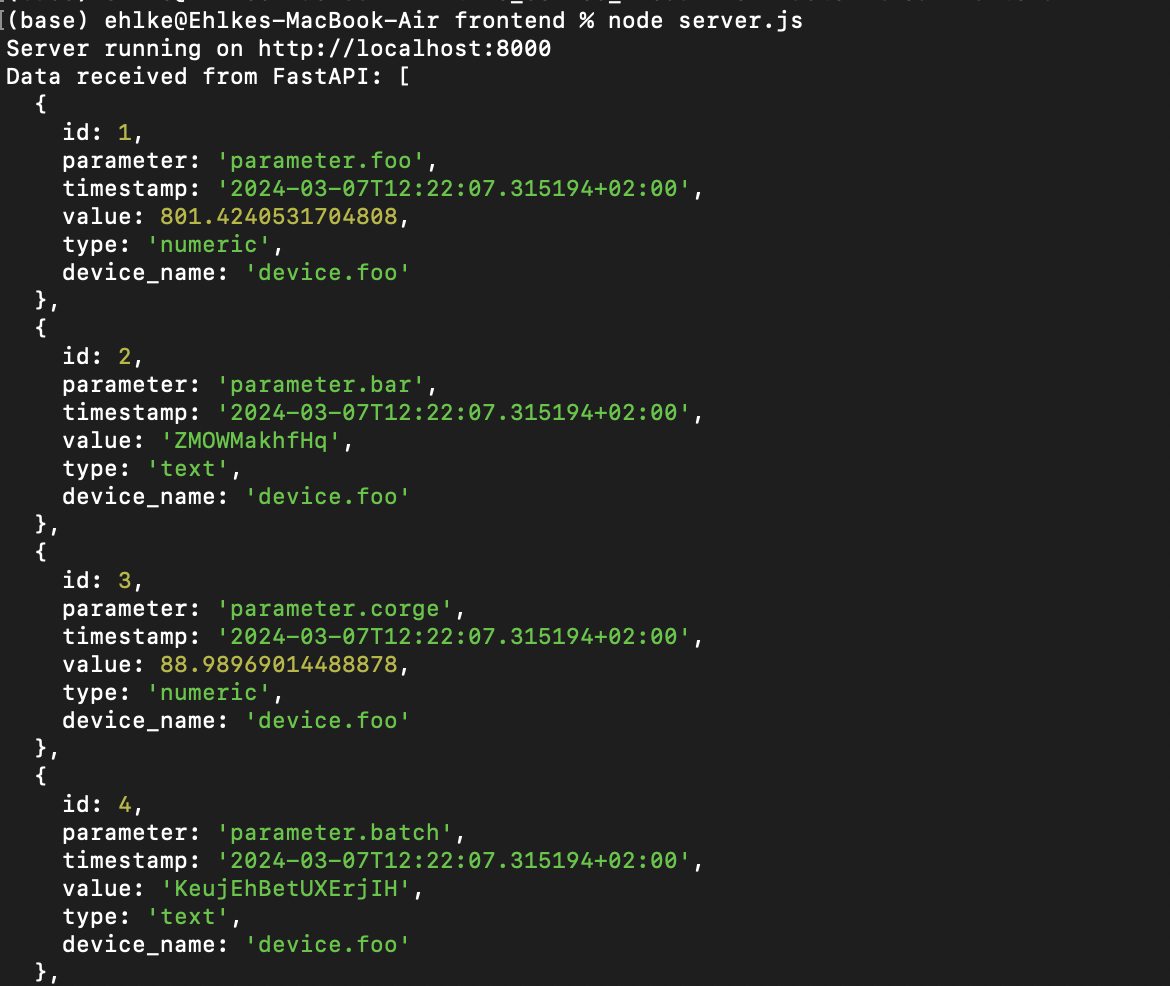 (base) ehlke@Ehlkes-MacBook-Air frontend % node server.js
Server running on http://localhost:8000
Data received from FastAPI: [
  {
    id: 1,
    parameter: 'parameter.foo',
    timestamp: '2024-03-07T12:22:07.315194+02:00',
    value: 801.4240531704808,
    type: 'numeric',
    device_name: 'device.foo'
  },
  {
    id: 2,
    parameter: 'parameter.bar',
    timestamp: '2024-03-07T12:22:07.315194+02:00',
    value: 'ZMOWMakhfHq',
    type: 'text',
    device_name: 'device.foo'
  },
  {
    id: 3,
    parameter: 'parameter.corge',
    timestamp: '2024-03-07T12:22:07.315194+02:00',
    value: 88.98969014488878,
    type: 'numeric',
    device_name: 'device.foo'
  },
  {
    id: 4,
    parameter: 'parameter.batch',
    timestamp: '2024-03-07T12:22:07.315194+02:00',
    value: 'KeujEhBetUXErjIH',
    type: 'text',
    device_name: 'device.foo'
  },